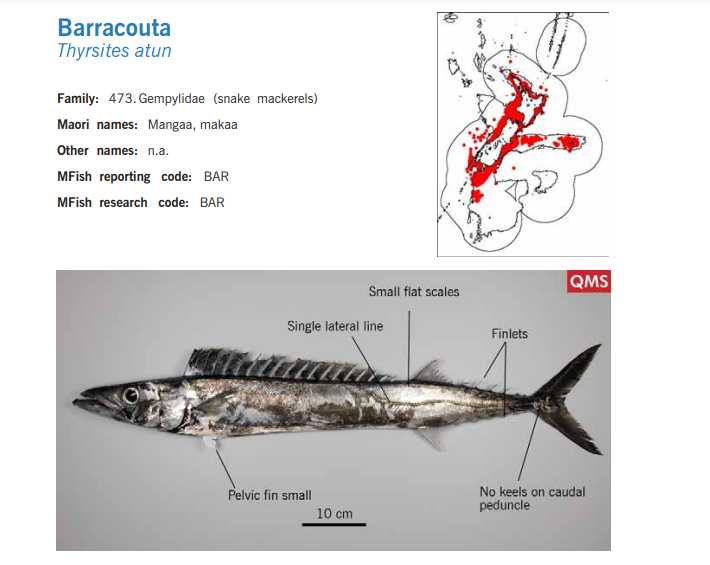 Barracouta
Thyrsites atun
Family: 473. Gempylidae (snake mackerels)
Maori names: Mangaa, makaa
Other names: n.a.
MFish reporting code: BAR
MFish research code: BAR
QMS
Small flat scales
Single lateral line
Finlets
Pelvic fin small
No keels on caudal
peduncle
10 cm